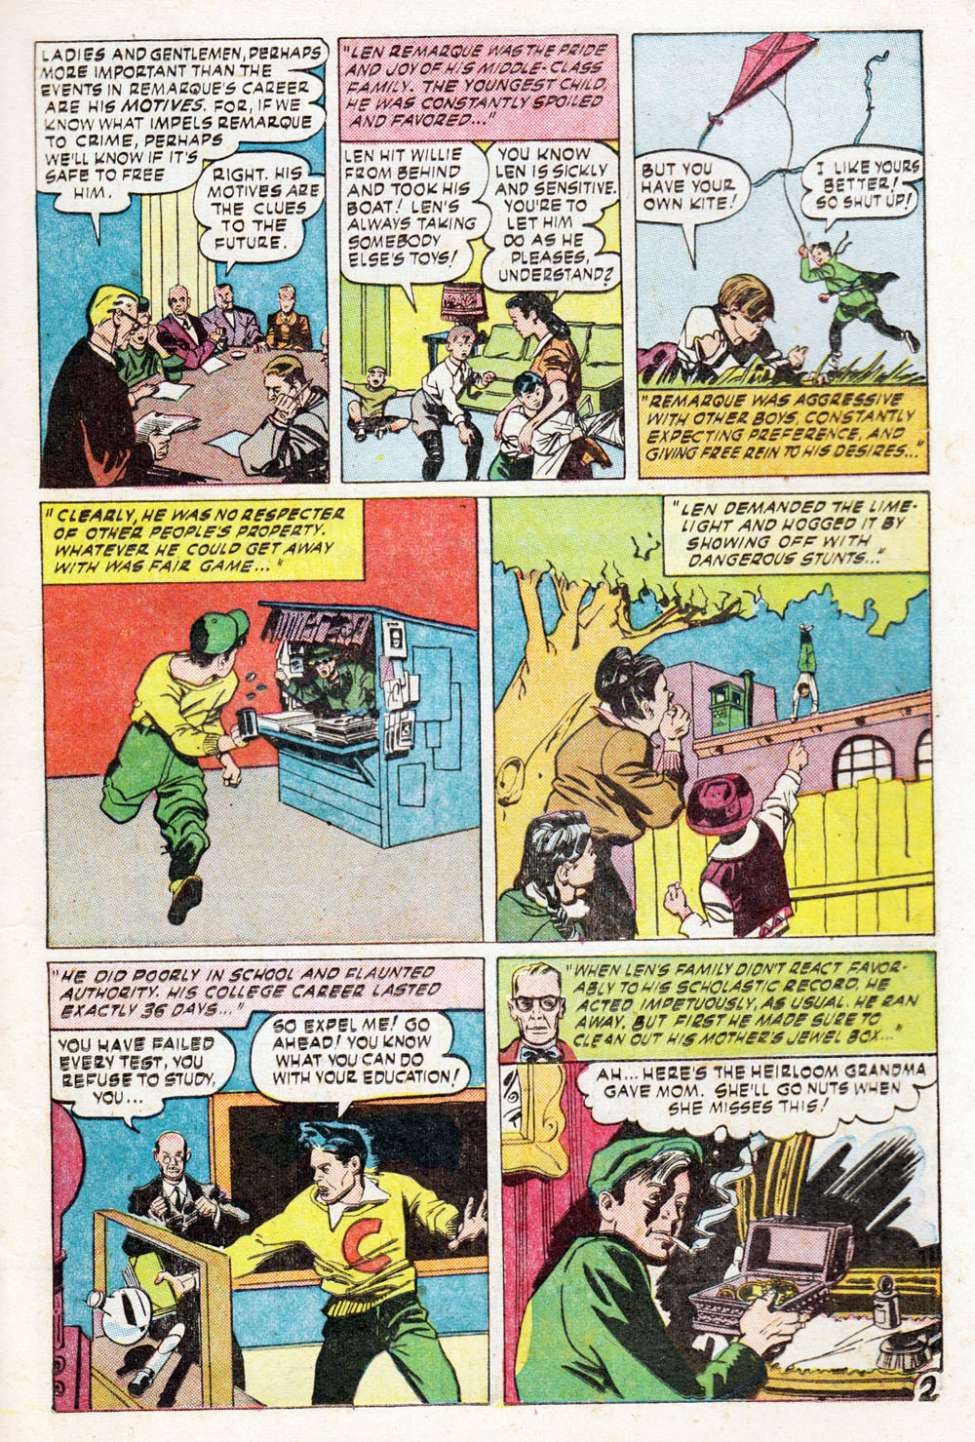 LADIES AND GENTLEMEN, PERHAPS
MORE IMPORTANT THAN THE
EVENTS IN REMARQUE'S CAREER
ARE HIS MOTIVES. FOR, IF WE
KNOW WHAT IMPELS REMARQUE
TO CRIME, PERHAPS
WE'LL KNOW IF IT'S
SAFE TO FREE
HIM.
RIGHT. HIS
MOTIVES ARE
THE CLUES
TO THE
FUTURE.
"LEN REMARQUE WAS THE PRIDE
AND JOY OF HIS MIDDLE-CLASS
FAMILY. THE YOUNGEST CHILD,
HE WAS CONSTANTLY SPOILED
AND FAVORED..."
LEN HIT WILLIE
FROM BEHIND
AND TOOK HIS
BOAT! LEN'S
ALWAYS TAKING
SOMEBODY
ELSE'S TOYS!
YOU KNOW
LEN IS SICKLY
AND SENSITIVE.
YOU'RE TO
LET HIM
DO AS HE
PLEASES,
UNDERSTAND?
BUT YOU
HAVE YOUR
OWN KITE!
I LIKE YOURS
BETTER!
SO SHUT UP!
"REMARQUE WAS AGGRESSIVE
WITH OTHER BOYS, CONSTANTLY
EXPECTING PREFERENCE, AND
GIVING FREE REIN TO HIS DESIRES..."
"CLEARLY, HE WAS NO RESPECTER
OF OTHER PEOPLE'S PROPERTY.
WHATEVER HE COULD GET AWAY
WITH WAS FAIR GAME..."
"LEN DEMANDED THE LIME-
LIGHT AND HOGGED IT BY
SHOWING OFF WITH
DANGEROUS STUNTS..."
"HE DID POORLY IN SCHOOL AND FLAUNTED
AUTHORITY. HIS COLLEGE CAREER LASTED
EXACTLY 36 DAYS..."
YOU HAVE FAILED
EVERY TEST, YOU
REFUSE TO STUDY,
YOU...
SO EXPEL ME! GO
AHEAD! YOU KNOW
WHAT YOU CAN DO
WITH YOUR EDUCATION!
C
"WHEN LEN'S FAMILY DIDN'T REACT FAVOR-
ABLY TO HIS SCHOLASTIC RECORD, HE
ACTED IMPETUOUSLY, AS USUAL. HE RAN
AWAY, BUT FIRST HE MADE SURE TO
CLEAN OUT HIS MOTHER'S JEWEL BOX..."
AH... HERE'S THE HEIRLOOM GRANDMA
GAVE MOM. SHE'LL GO NUTS WHEN
SHE MISSES THIS!
2